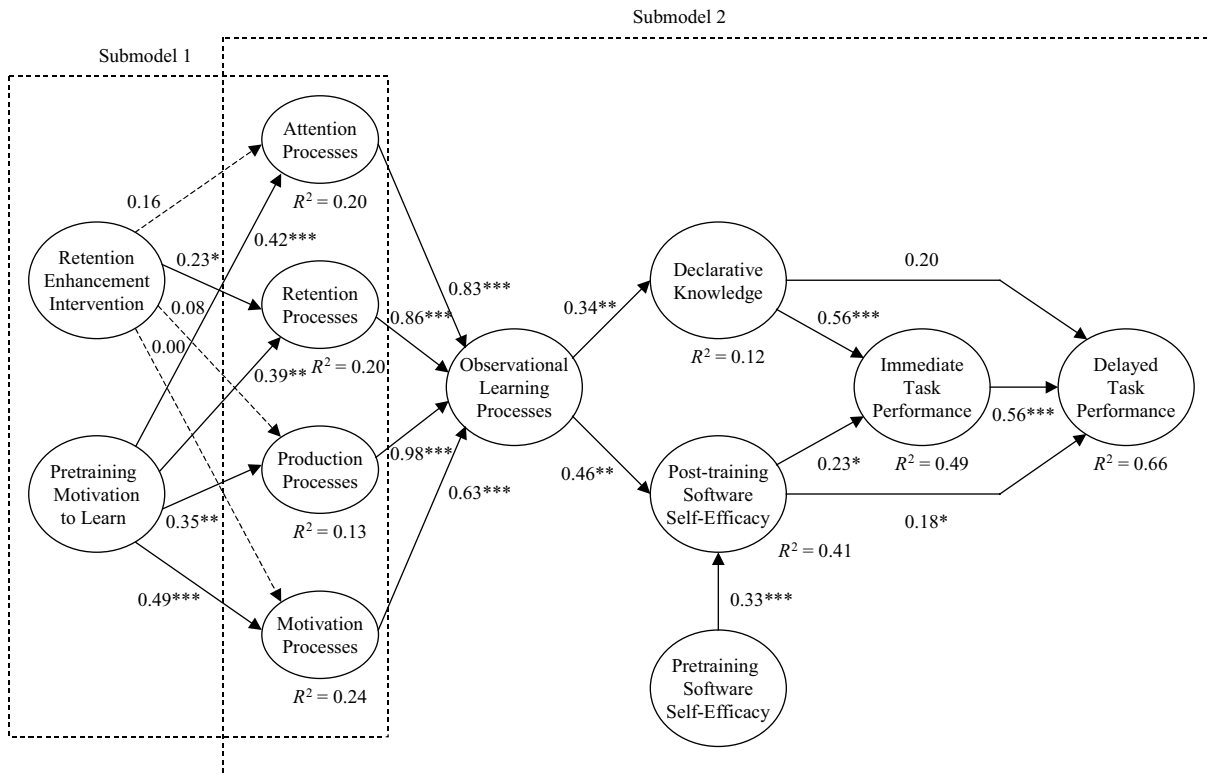 Submodel 2
Submodel 1
Attention
Processes
R² = 0.20
0.16
0.42***
Retention
Enhancement
Intervention
0.23*
0.08
0.00
Retention
Processes
R² = 0.20
0.39**
0.83***
0.86***
Pretraining
Motivation
to Learn
0.35**
0.49***
Production
Processes
R² = 0.13
0.98***
0.63***
Motivation
Processes
R² = 0.24
Observational
Learning
Processes
0.34**
0.46**
Declarative
Knowledge
R² = 0.12
0.20
0.56***
Immediate
Task
Performance
R² = 0.49
0.56***
Delayed
Task
Performance
R² = 0.66
Post-training
Software
Self-Efficacy
R² = 0.41
0.23*
0.18*
0.33***
Pretraining
Software
Self-Efficacy